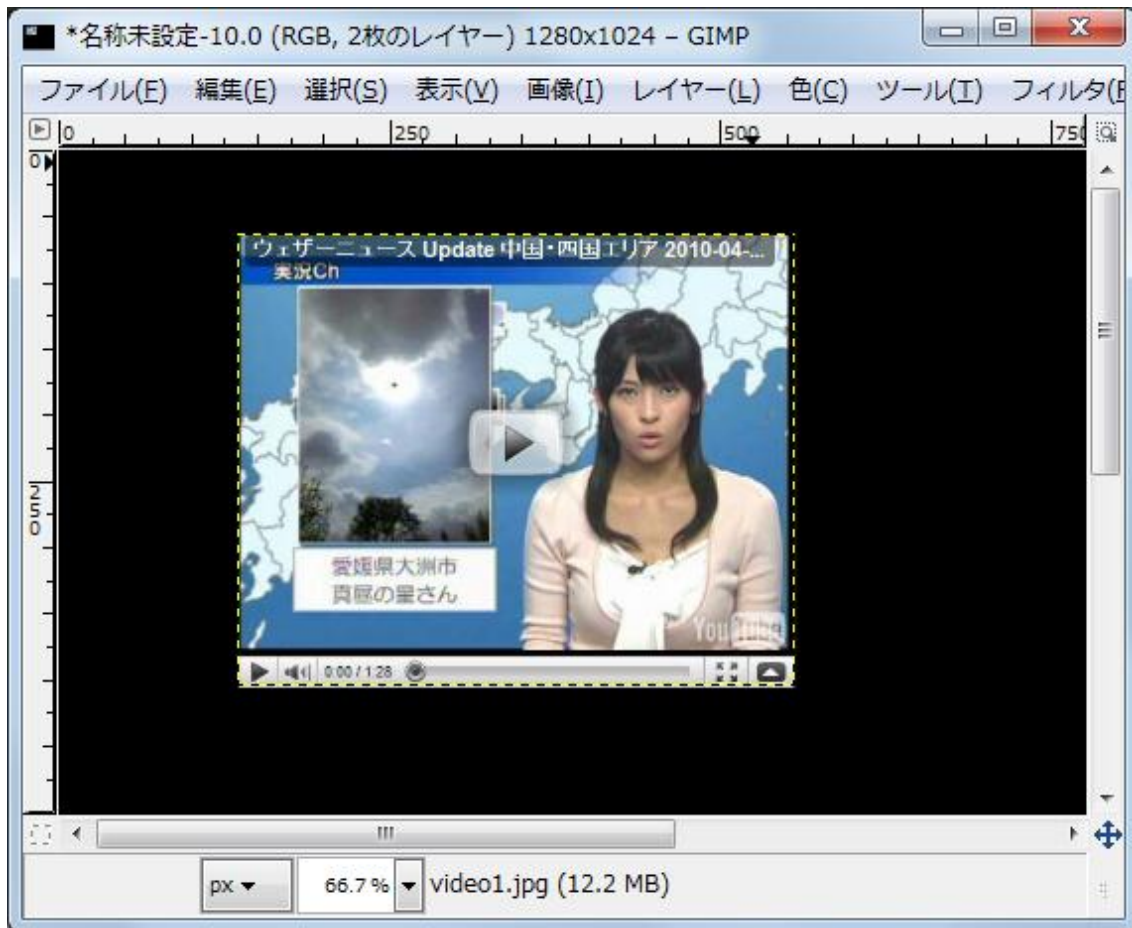 *名称未設定-10.0 (RGB, 2枚のレイヤー) 1280x1024 – GIMP
ファイル(F) 編集(E) 選択(S) 表示(V) 画像(I) レイヤー(L) 色(C) ツール(T) フィルタ(F
0 250 500 750
0
250
ウェザーニュース Update 中国・四国エリア 2010-04-...
実況Ch
愛媛県大洲市
真昼の星さん
YouTube
0:00 / 1:28
px 66.7 % video1.jpg (12.2 MB)